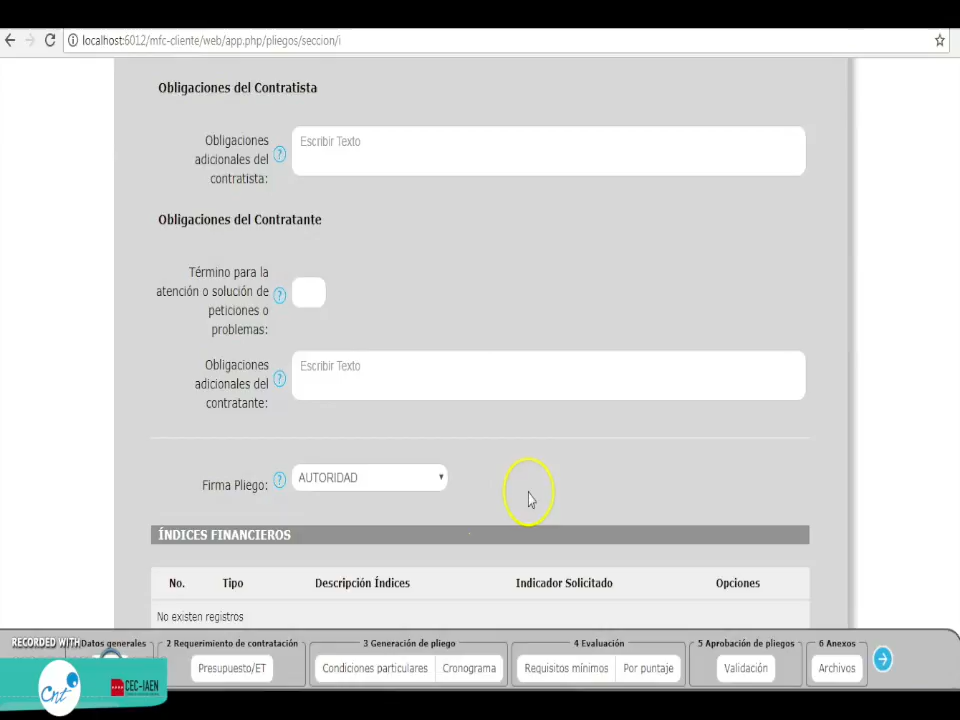 localhost:6012/mfc-cliente/web/app.php/pliegos/seccion/i
Obligaciones del Contratista
Obligaciones
adicionales del
contratista:
?
Escribir Texto
Obligaciones del Contratante
Término para la
atención o solución de
peticiones o
problemas:
?
Obligaciones
adicionales del
contratante:
?
Escribir Texto
Firma Pliego:
?
AUTORIDAD
ÍNDICES FINANCIEROS
No. Tipo Descripción Índices Indicador Solicitado Opciones
No existen registros
RECORDED WITH
Datos generales 2 Requerimiento de contratación 3 Generación de pliego 4 Evaluación 5 Aprobación de pliegos 6 Anexos
Presupuesto/ET Condiciones particulares Cronograma Requisitos mínimos Por puntaje Validación Archivos
Cnt
CEC-IAEN